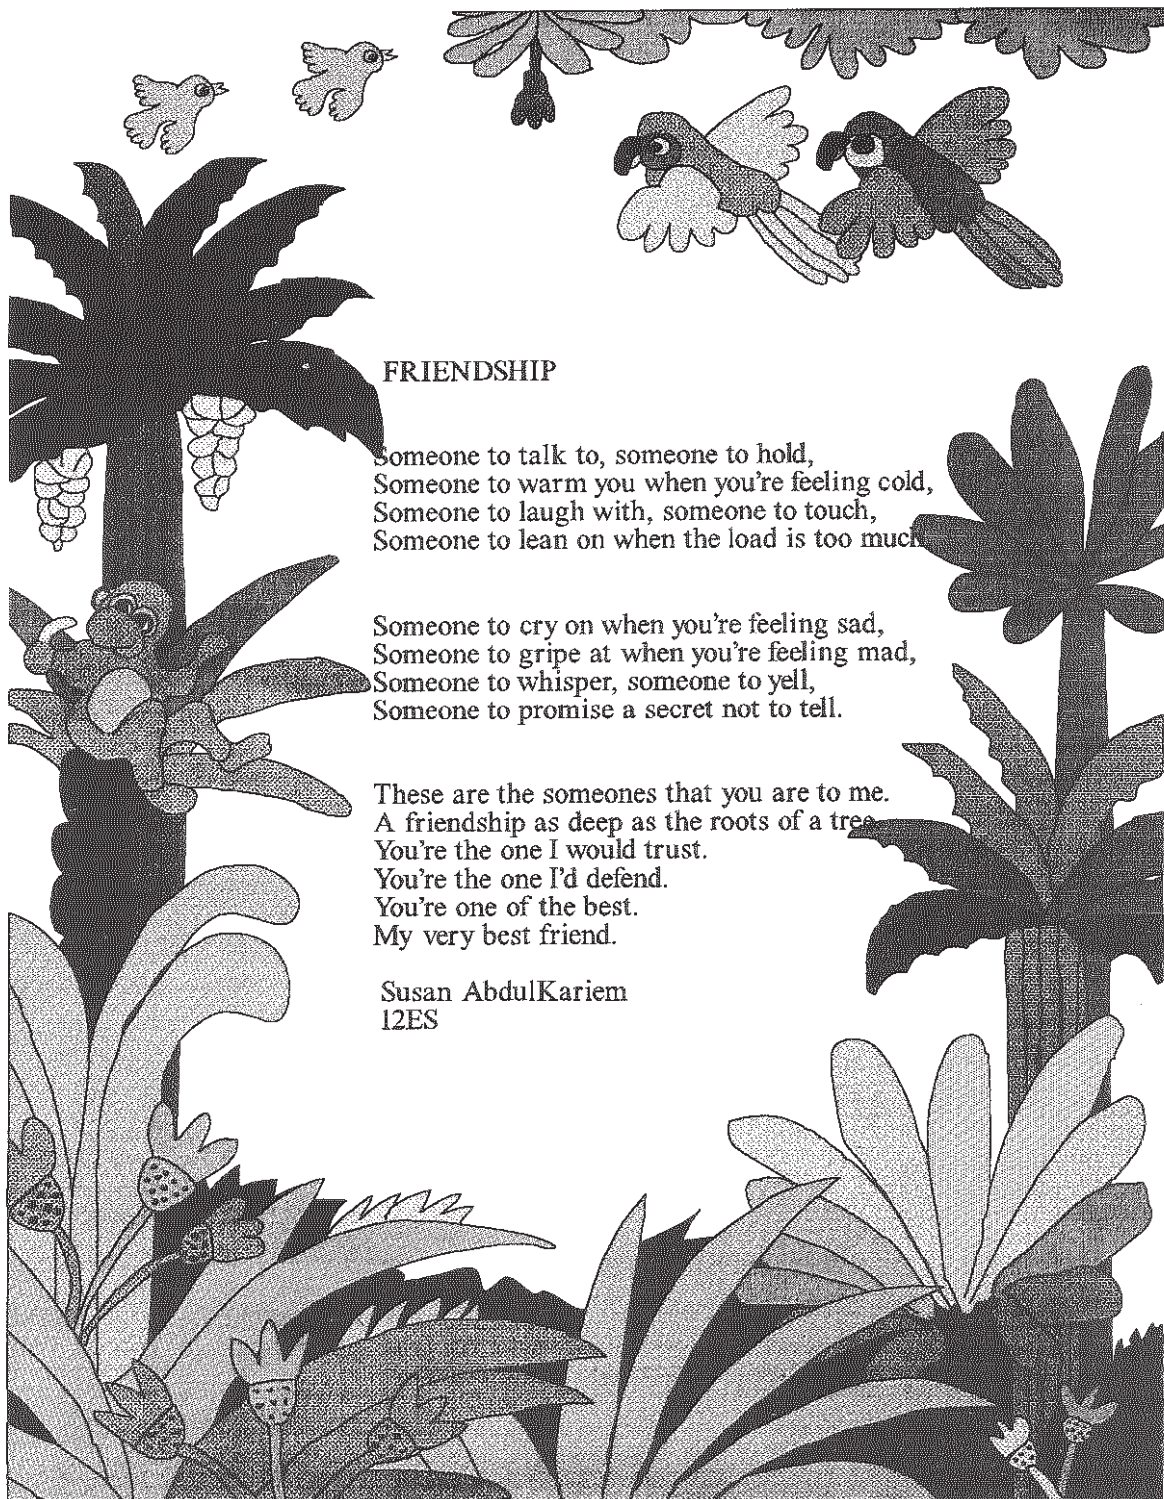 FRIENDSHIP
Someone to talk to, someone to hold,
Someone to warm you when you're feeling cold,
Someone to laugh with, someone to touch,
Someone to lean on when the load is too much
Someone to cry on when you're feeling sad,
Someone to gripe at when you're feeling mad,
Someone to whisper, someone to yell,
Someone to promise a secret not to tell.
These are the someones that you are to me.
A friendship as deep as the roots of a tree
You're the one I would trust.
You're the one I'd defend.
You're one of the best.
My very best friend.
Susan AbdulKariem
12ES